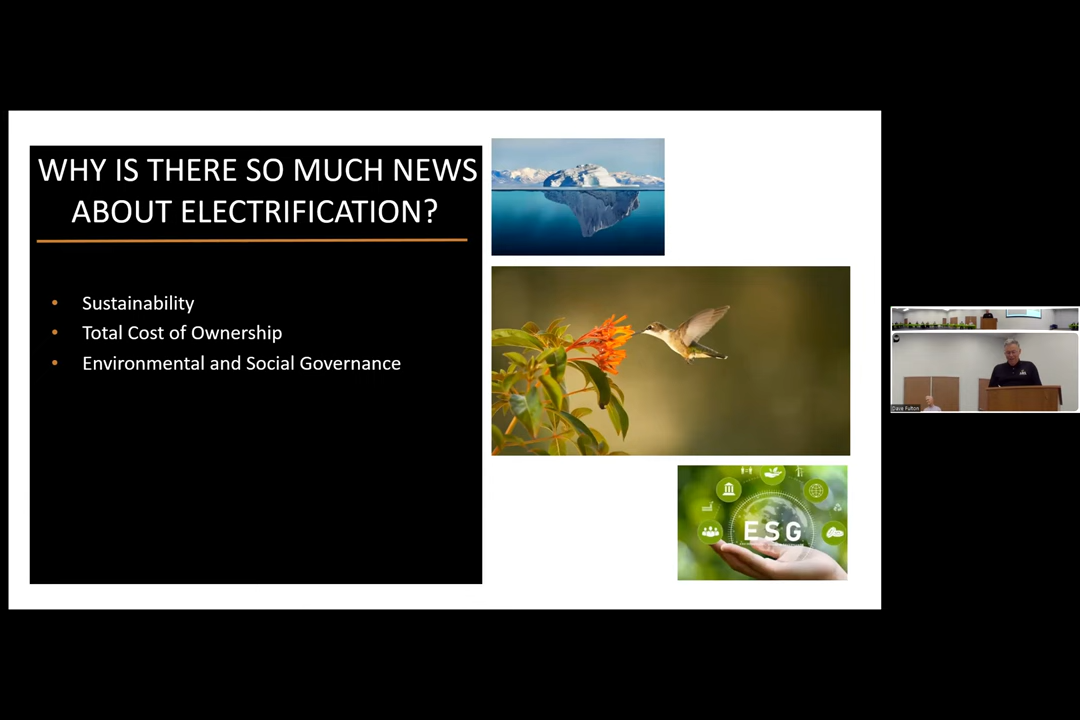 WHY IS THERE SO MUCH NEWS
ABOUT ELECTRIFICATION?
• Sustainability
• Total Cost of Ownership
• Environmental and Social Governance
ESG
Dave Fulton